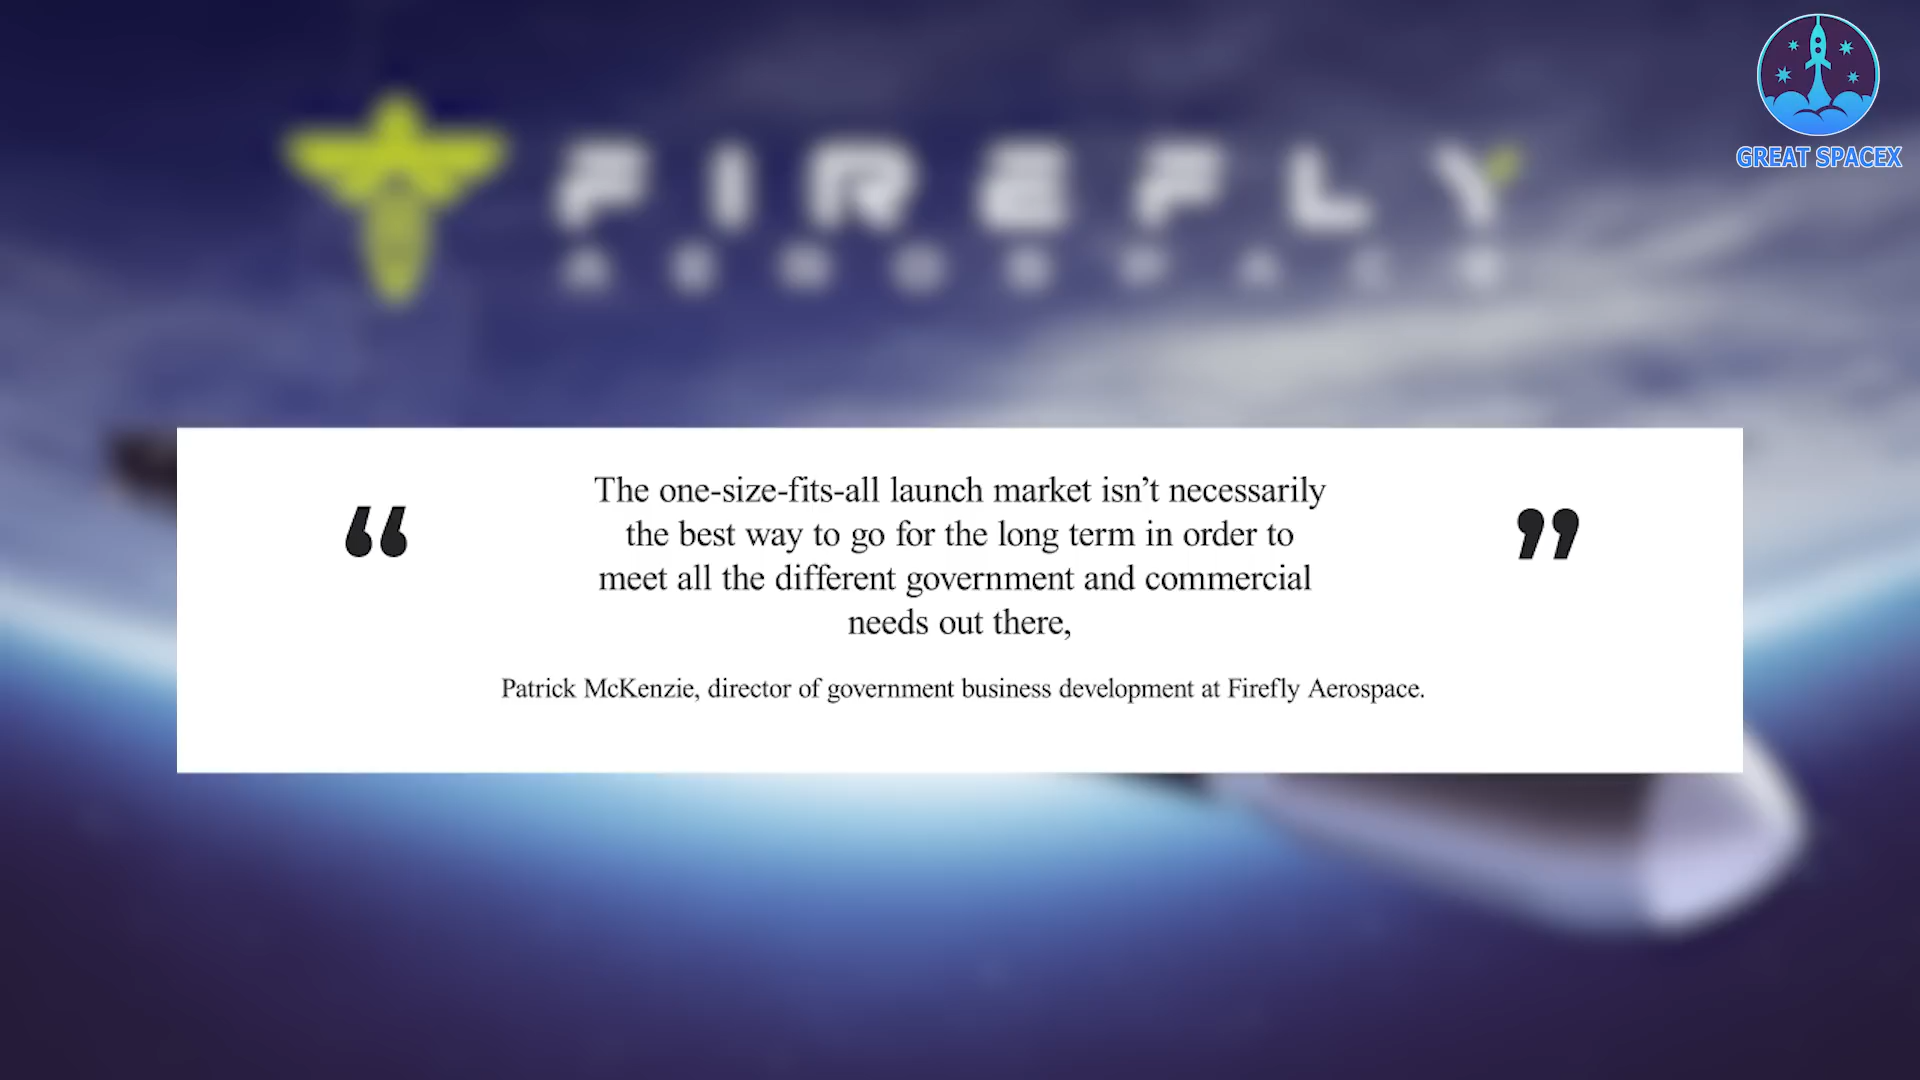 GREAT SPACEX
FIREFLY
AEROSPACE
“
The one-size-fits-all launch market isn’t necessarily
the best way to go for the long term in order to
meet all the different government and commercial
needs out there,
”
Patrick McKenzie, director of government business development at Firefly Aerospace.